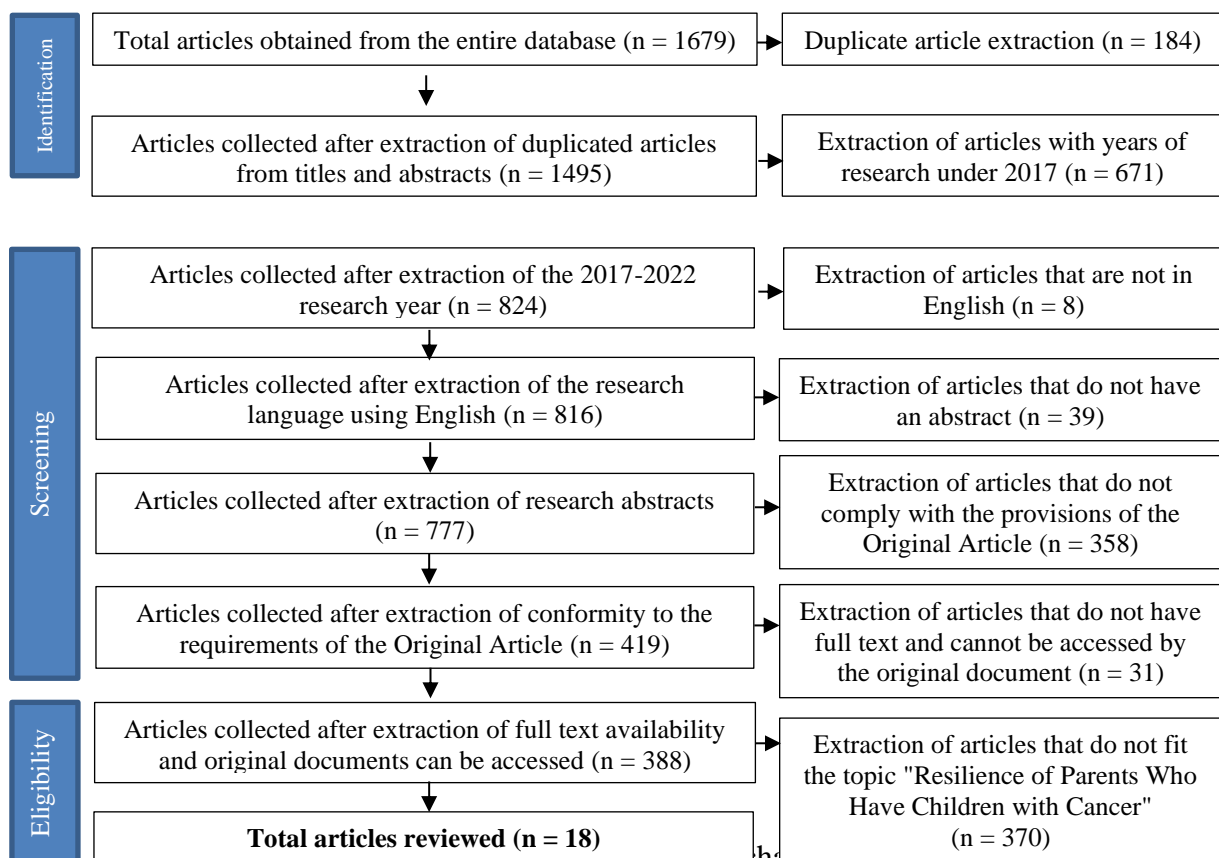 Identification
Total articles obtained from the entire database (n = 1679)
Duplicate article extraction (n = 184)
Articles collected after extraction of duplicated articles
from titles and abstracts (n = 1495)
Extraction of articles with years of
research under 2017 (n = 671)
Screening
Articles collected after extraction of the 2017-2022
research year (n = 824)
Extraction of articles that are not in
English (n = 8)
Articles collected after extraction of the research
language using English (n = 816)
Extraction of articles that do not have
an abstract (n = 39)
Articles collected after extraction of research abstracts
(n = 777)
Extraction of articles that do not
comply with the provisions of the
Original Article (n = 358)
Articles collected after extraction of conformity to the
requirements of the Original Article (n = 419)
Extraction of articles that do not have
full text and cannot be accessed by
the original document (n = 31)
Eligibility
Articles collected after extraction of full text availability
and original documents can be accessed (n = 388)
Extraction of articles that do not fit
the topic "Resilience of Parents Who
Have Children with Cancer"
(n = 370)
Total articles reviewed (n = 18)